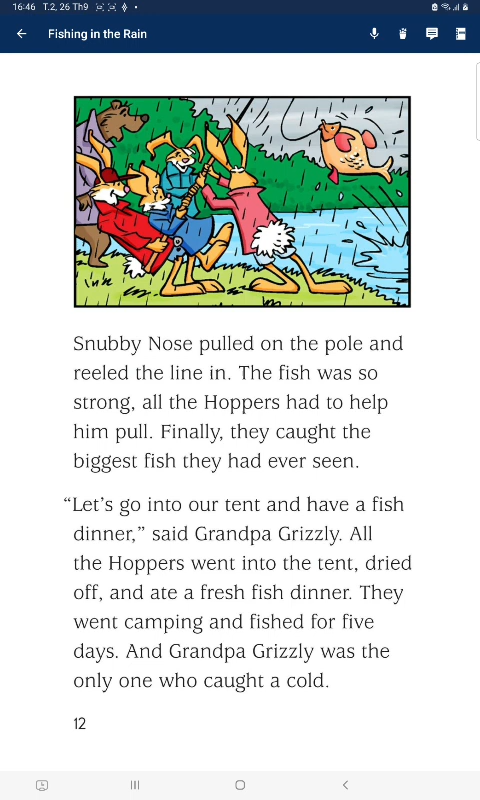 16:46 T.2, 26 Th9
Fishing in the Rain
Snubby Nose pulled on the pole and
reeled the line in. The fish was so
strong, all the Hoppers had to help
him pull. Finally, they caught the
biggest fish they had ever seen.
“Let’s go into our tent and have a fish
dinner,” said Grandpa Grizzly. All
the Hoppers went into the tent, dried
off, and ate a fresh fish dinner. They
went camping and fished for five
days. And Grandpa Grizzly was the
only one who caught a cold.
12